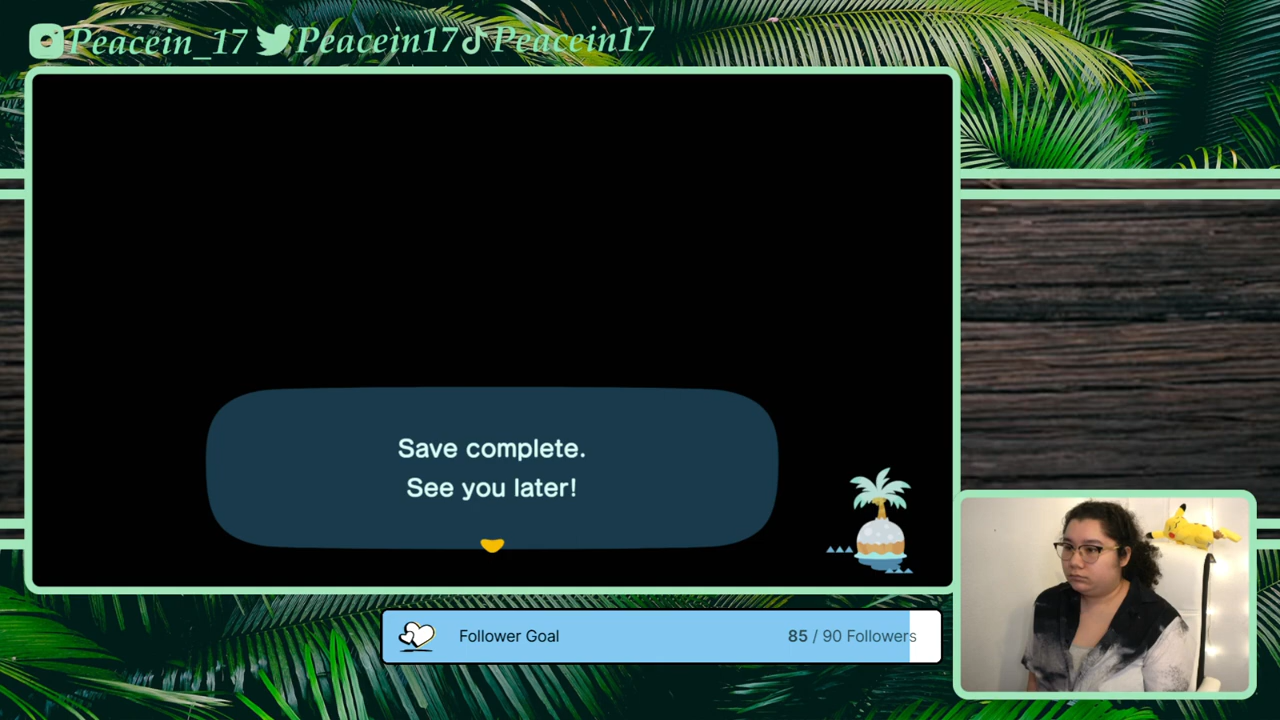 Peacein_17 Peacein17 Peacein17
Save complete.
See you later!
Follower Goal 85 / 90 Followers